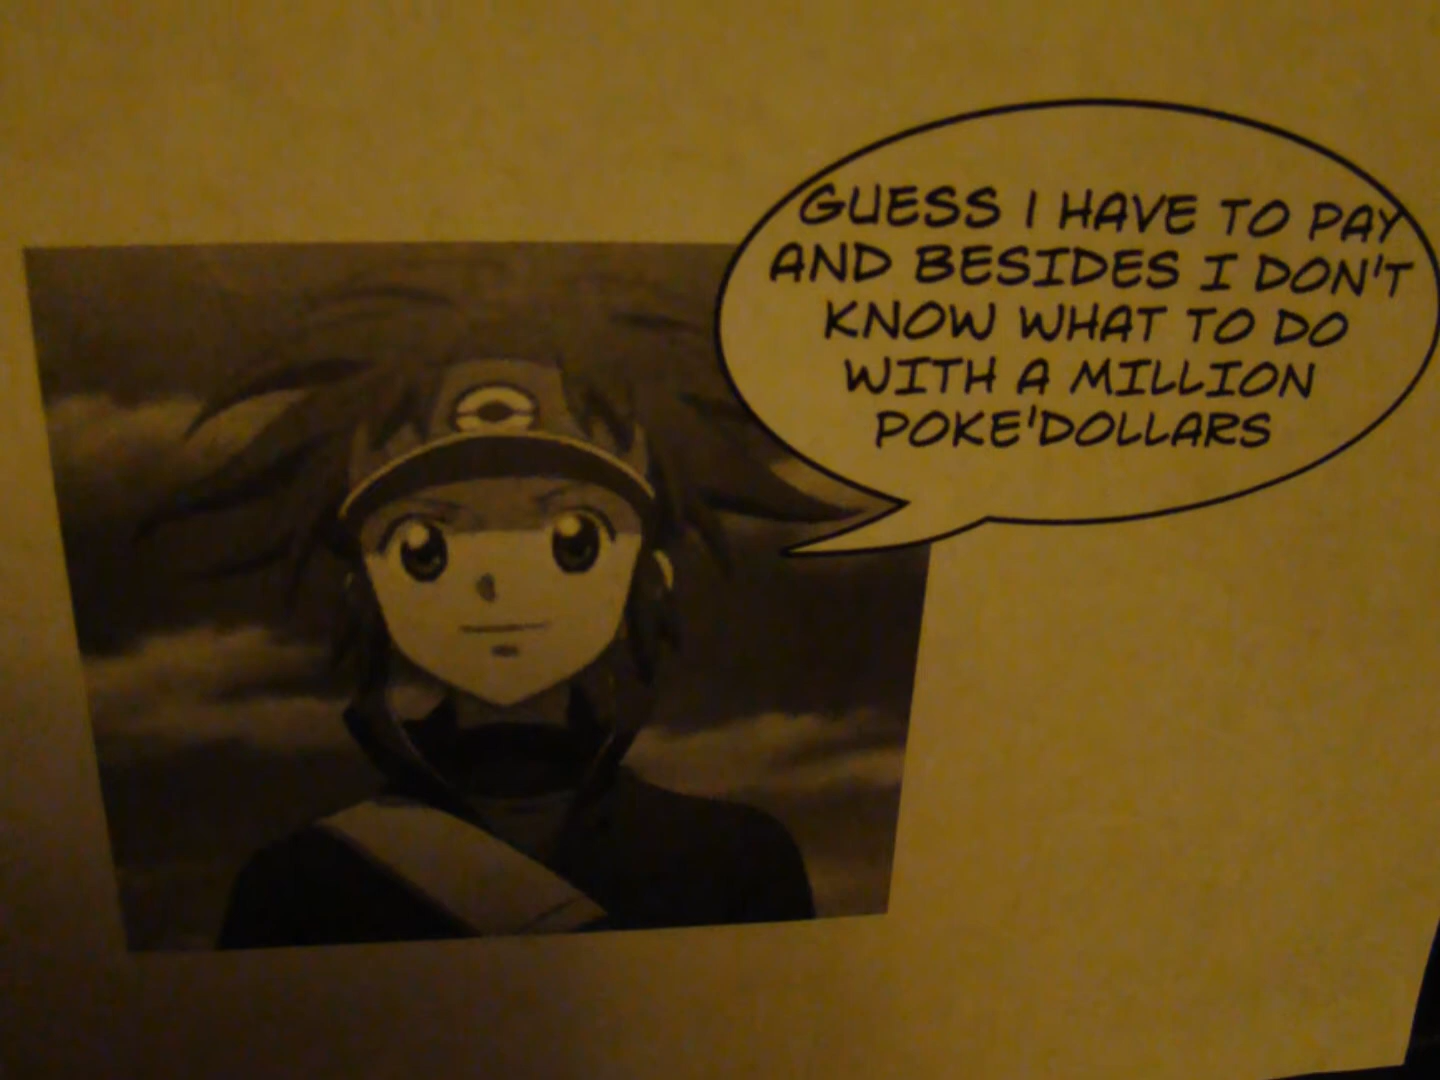 GUESS I HAVE TO PAY
AND BESIDES I DON'T
KNOW WHAT TO DO
WITH A MILLION
POKE'DOLLARS